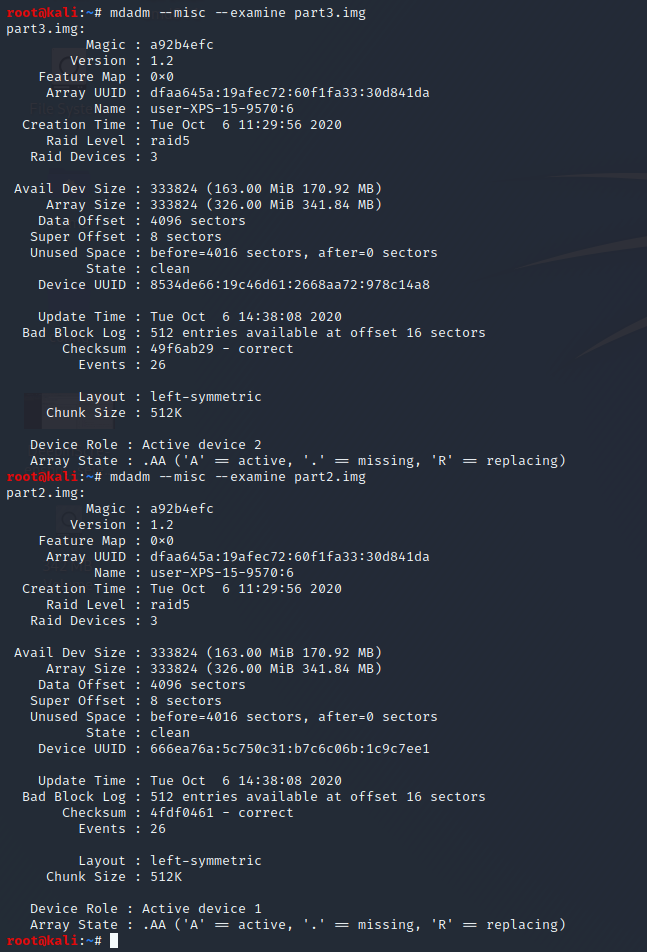 root@kali:~# mdadm --misc --examine part3.img
part3.img:
Magic : a92b4efc
Version : 1.2
Feature Map : 0×0
Array UUID : dfaa645a:19afec72:60f1fa33:30d841da
Name : user-XPS-15-9570:6
Creation Time : Tue Oct  6 11:29:56 2020
Raid Level : raid5
Raid Devices : 3
Avail Dev Size : 333824 (163.00 MiB 170.92 MB)
Array Size : 333824 (326.00 MiB 341.84 MB)
Data Offset : 4096 sectors
Super Offset : 8 sectors
Unused Space : before=4016 sectors, after=0 sectors
State : clean
Device UUID : 8534de66:19c46d61:2668aa72:978c14a8
Update Time : Tue Oct  6 14:38:08 2020
Bad Block Log : 512 entries available at offset 16 sectors
Checksum : 49f6ab29 - correct
Events : 26
Layout : left-symmetric
Chunk Size : 512K
Device Role : Active device 2
Array State : .AA ('A' == active, '.' == missing, 'R' == replacing)
root@kali:~# mdadm --misc --examine part2.img
part2.img:
Magic : a92b4efc
Version : 1.2
Feature Map : 0×0
Array UUID : dfaa645a:19afec72:60f1fa33:30d841da
Name : user-XPS-15-9570:6
Creation Time : Tue Oct  6 11:29:56 2020
Raid Level : raid5
Raid Devices : 3
Avail Dev Size : 333824 (163.00 MiB 170.92 MB)
Array Size : 333824 (326.00 MiB 341.84 MB)
Data Offset : 4096 sectors
Super Offset : 8 sectors
Unused Space : before=4016 sectors, after=0 sectors
State : clean
Device UUID : 666ea76a:5c750c31:b7c6c06b:1c9c7ee1
Update Time : Tue Oct  6 14:38:08 2020
Bad Block Log : 512 entries available at offset 16 sectors
Checksum : 4fdf0461 - correct
Events : 26
Layout : left-symmetric
Chunk Size : 512K
Device Role : Active device 1
Array State : .AA ('A' == active, '.' == missing, 'R' == replacing)
root@kali:~#